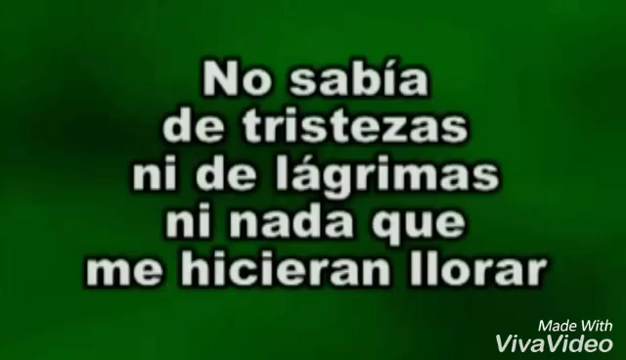 No sabía
de tristezas
ni de lágrimas
ni nada que
me hicieran llorar
Made With
VivaVideo